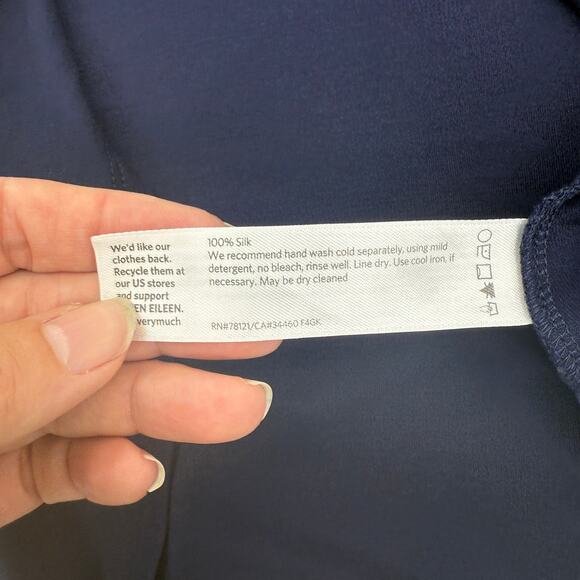 We'd like our
clothes back.
Recycle them at
our US stores
and support
EN EILEEN.
verymuch
100% Silk
We recommend hand wash cold separately, using mild
detergent, no bleach, rinse well. Line dry. Use cool iron, if
necessary. May be dry cleaned
RN#78121/CA#34460 F4GK